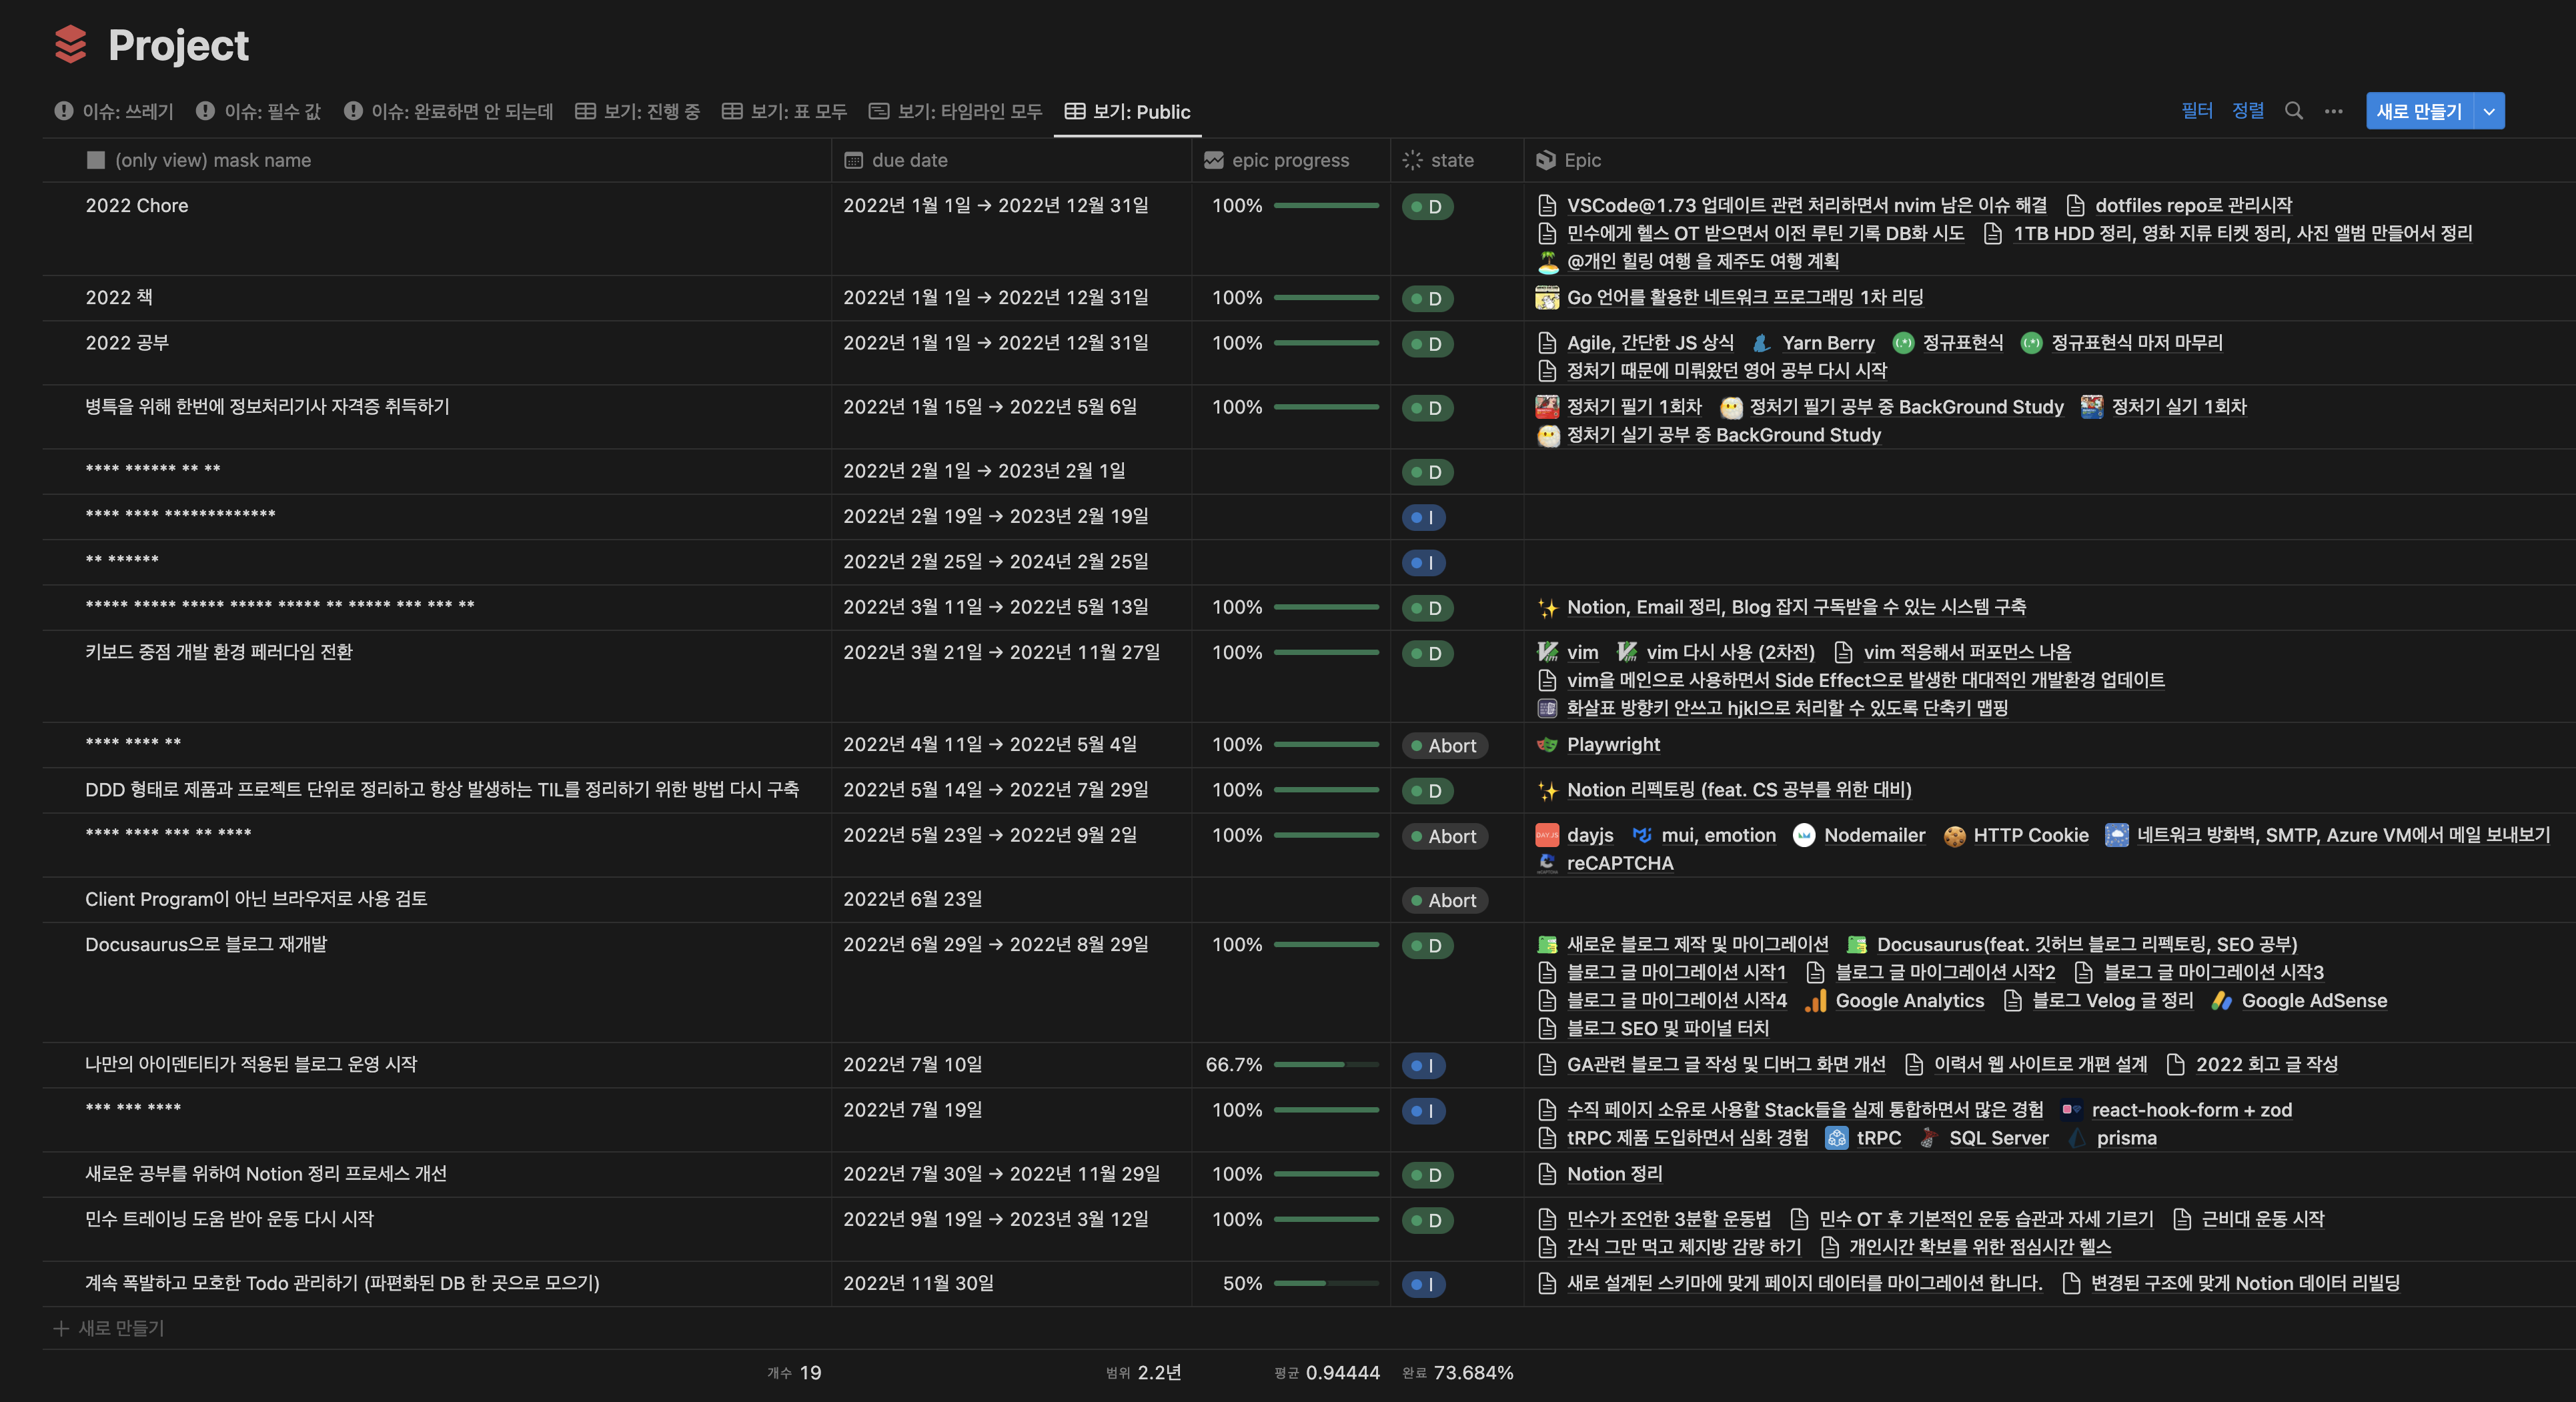 Project
이슈: 쓰레기 이슈: 필수 값 이슈: 완료하면 안 되는데 보기: 진행 중 보기: 표 모두 보기: 타임라인 모두 보기: Public 필터 정렬 새로 만들기
(only view) mask name due date epic progress state Epic
2022 Chore 2022년 1월 1일 → 2022년 12월 31일 100% D VSCode@1.73 업데이트 관련 처리하면서 nvim 남은 이슈 해결 dotfiles repo로 관리시작
민수에게 헬스 OT 받으면서 이전 루틴 기록 DB화 시도 1TB HDD 정리, 영화 지류 티켓 정리, 사진 앨범 만들어서 정리
@개인 힐링 여행 을 제주도 여행 계획
2022 책 2022년 1월 1일 → 2022년 12월 31일 100% D Go 언어를 활용한 네트워크 프로그래밍 1차 리딩
2022 공부 2022년 1월 1일 → 2022년 12월 31일 100% D Agile, 간단한 JS 상식 Yarn Berry 정규표현식 정규표현식 마저 마무리
정처기 때문에 미뤄왔던 영어 공부 다시 시작
병특을 위해 한번에 정보처리기사 자격증 취득하기 2022년 1월 15일 → 2022년 5월 6일 100% D 정처기 필기 1회차 정처기 필기 공부 중 BackGround Study 정처기 실기 1회차
정처기 실기 공부 중 BackGround Study
**** ****** ** ** 2022년 2월 1일 → 2023년 2월 1일 D
**** **** ************* 2022년 2월 19일 → 2023년 2월 19일 I
** ****** 2022년 2월 25일 → 2024년 2월 25일 I
***** ***** ***** ***** ***** ** ***** *** *** ** 2022년 3월 11일 → 2022년 5월 13일 100% D Notion, Email 정리, Blog 잡지 구독받을 수 있는 시스템 구축
키보드 중점 개발 환경 페러다임 전환 2022년 3월 21일 → 2022년 11월 27일 100% D vim vim 다시 사용 (2차전) vim 적응해서 퍼포먼스 나옴
vim을 메인으로 사용하면서 Side Effect으로 발생한 대대적인 개발환경 업데이트
화살표 방향키 안쓰고 hjkl으로 처리할 수 있도록 단축키 맵핑
**** **** ** 2022년 4월 11일 → 2022년 5월 4일 100% Abort Playwright
DDD 형태로 제품과 프로젝트 단위로 정리하고 항상 발생하는 TIL를 정리하기 위한 방법 다시 구축 2022년 5월 14일 → 2022년 7월 29일 100% D Notion 리펙토링 (feat. CS 공부를 위한 대비)
**** **** *** ** **** 2022년 5월 23일 → 2022년 9월 2일 100% Abort dayjs mui, emotion Nodemailer HTTP Cookie 네트워크 방화벽, SMTP, Azure VM에서 메일 보내보기
reCAPTCHA
Client Program이 아닌 브라우저로 사용 검토 2022년 6월 23일 Abort
Docusaurus으로 블로그 재개발 2022년 6월 29일 → 2022년 8월 29일 100% D 새로운 블로그 제작 및 마이그레이션 Docusaurus(feat. 깃허브 블로그 리펙토링, SEO 공부)
블로그 글 마이그레이션 시작1 블로그 글 마이그레이션 시작2 블로그 글 마이그레이션 시작3
블로그 글 마이그레이션 시작4 Google Analytics 블로그 Velog 글 정리 Google AdSense
블로그 SEO 및 파이널 터치
나만의 아이덴티티가 적용된 블로그 운영 시작 2022년 7월 10일 66.7% I GA관련 블로그 글 작성 및 디버그 화면 개선 이력서 웹 사이트로 개편 설계 2022 회고 글 작성
*** *** **** 2022년 7월 19일 100% I 수직 페이지 소유로 사용할 Stack들을 실제 통합하면서 많은 경험 react-hook-form + zod
tRPC 제품 도입하면서 심화 경험 tRPC SQL Server prisma
새로운 공부를 위하여 Notion 정리 프로세스 개선 2022년 7월 30일 → 2022년 11월 29일 100% D Notion 정리
민수 트레이닝 도움 받아 운동 다시 시작 2022년 9월 19일 → 2023년 3월 12일 100% D 민수가 조언한 3분할 운동법 민수 OT 후 기본적인 운동 습관과 자세 기르기 근비대 운동 시작
간식 그만 먹고 체지방 감량 하기 개인시간 확보를 위한 점심시간 헬스
계속 폭발하고 모호한 Todo 관리하기 (파편화된 DB 한 곳으로 모으기) 2022년 11월 30일 50% I 새로 설계된 스키마에 맞게 페이지 데이터를 마이그레이션 합니다. 변경된 구조에 맞게 Notion 데이터 리빌딩
새로 만들기
개수 19 범위 2.2년 평균 0.94444 완료 73.684%